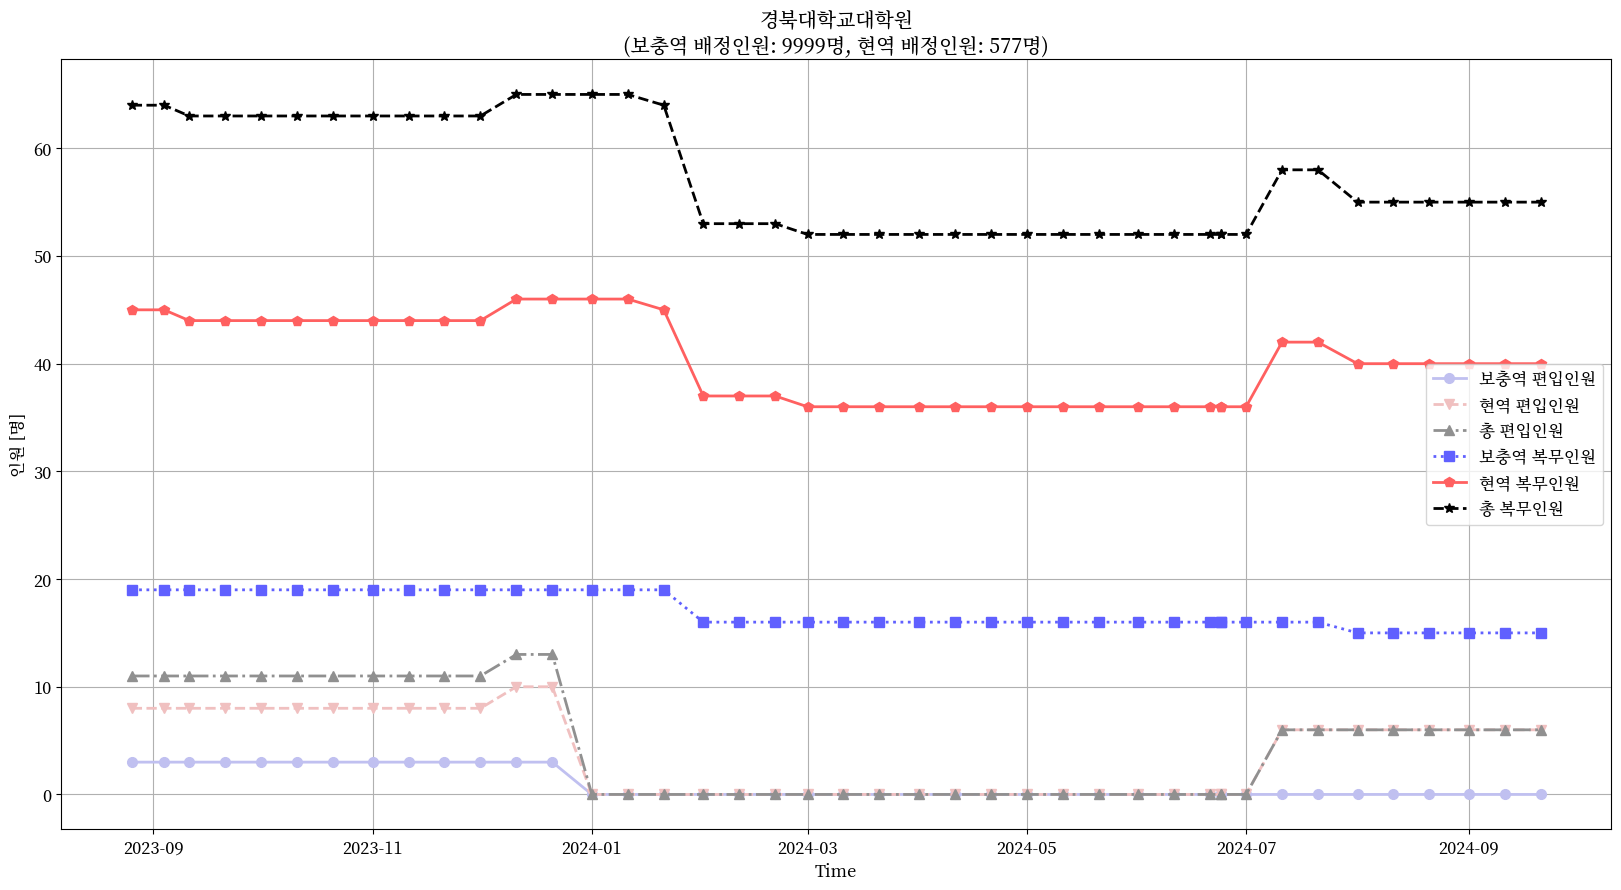 경북대학교대학원
(보충역 배정인원: 9999명, 현역 배정인원: 577명)
인원 [명]
60
50
40
30
20
10
0
보충역 편입인원
현역 편입인원
총 편입인원
보충역 복무인원
현역 복무인원
총 복무인원
2023-09
2023-11
2024-01
2024-03
2024-05
2024-07
2024-09
Time